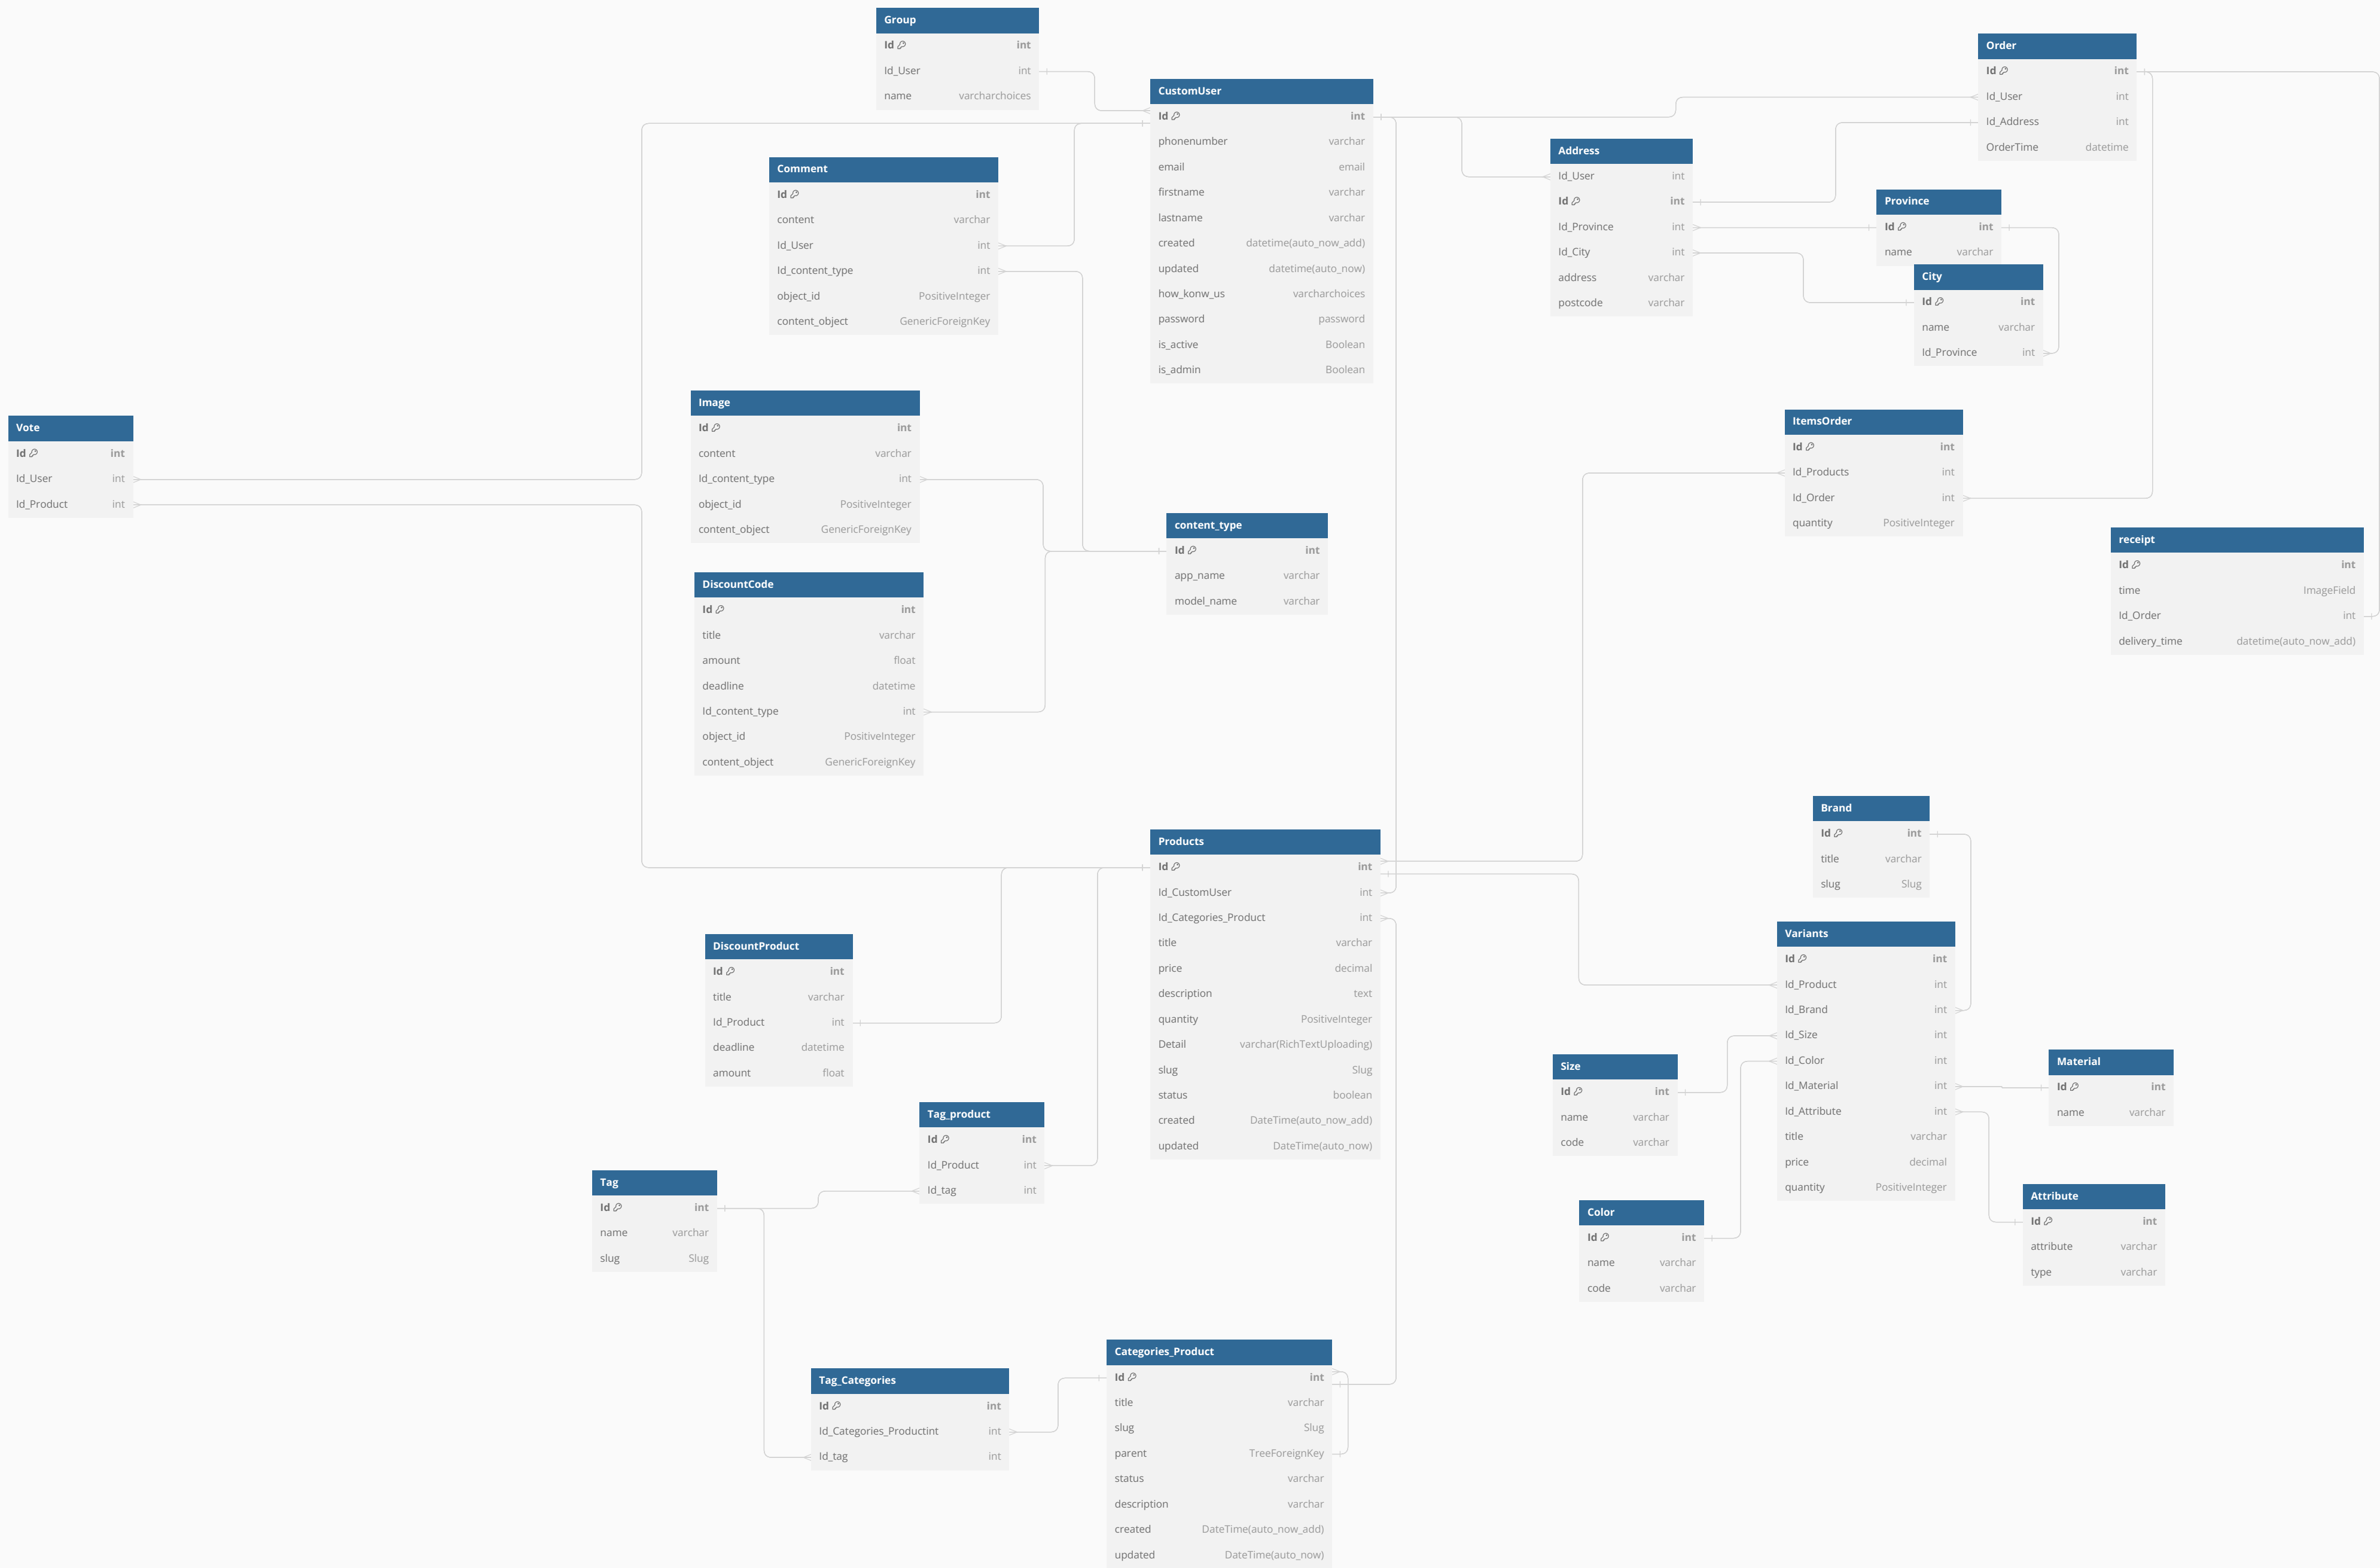 Group
Id int
Id_User int
name varcharchoices
CustomUser
Id int
phonenumber varchar
email email
firstname varchar
lastname varchar
created datetime(auto_now_add)
updated datetime(auto_now)
how_konw_us varcharchoices
password password
is_active Boolean
is_admin Boolean
Order
Id int
Id_User int
Id_Address int
OrderTime datetime
Comment
Id int
content varchar
Id_User int
Id_content_type int
object_id PositiveInteger
content_object GenericForeignKey
Address
Id_User int
Id int
Id_Province int
Id_City int
address varchar
postcode varchar
Province
Id int
name varchar
City
Id int
name varchar
Id_Province int
Image
Id int
content varchar
Id_content_type int
object_id PositiveInteger
content_object GenericForeignKey
Vote
Id int
Id_User int
Id_Product int
ItemsOrder
Id int
Id_Products int
Id_Order int
quantity PositiveInteger
content_type
Id int
app_name varchar
model_name varchar
receipt
Id int
time ImageField
Id_Order int
delivery_time datetime(auto_now_add)
DiscountCode
Id int
title varchar
amount float
deadline datetime
Id_content_type int
object_id PositiveInteger
content_object GenericForeignKey
Brand
Id int
title varchar
slug Slug
Products
Id int
Id_CustomUser int
Id_Categories_Product int
title varchar
price decimal
description text
quantity PositiveInteger
Detail varchar(RichTextUploading)
slug Slug
status boolean
created DateTime(auto_now_add)
updated DateTime(auto_now)
Variants
Id int
Id_Product int
Id_Brand int
Id_Size int
Id_Color int
Id_Material int
Id_Attribute int
title varchar
price decimal
quantity PositiveInteger
DiscountProduct
Id int
title varchar
Id_Product int
deadline datetime
amount float
Size
Id int
name varchar
code varchar
Material
Id int
name varchar
Tag_product
Id int
Id_Product int
Id_tag int
Tag
Id int
name varchar
slug Slug
Attribute
Id int
attribute varchar
type varchar
Color
Id int
name varchar
code varchar
Categories_Product
Id int
title varchar
slug Slug
parent TreeForeignKey
status varchar
description varchar
created DateTime(auto_now_add)
updated DateTime(auto_now)
Tag_Categories
Id int
Id_Categories_Productint int
Id_tag int